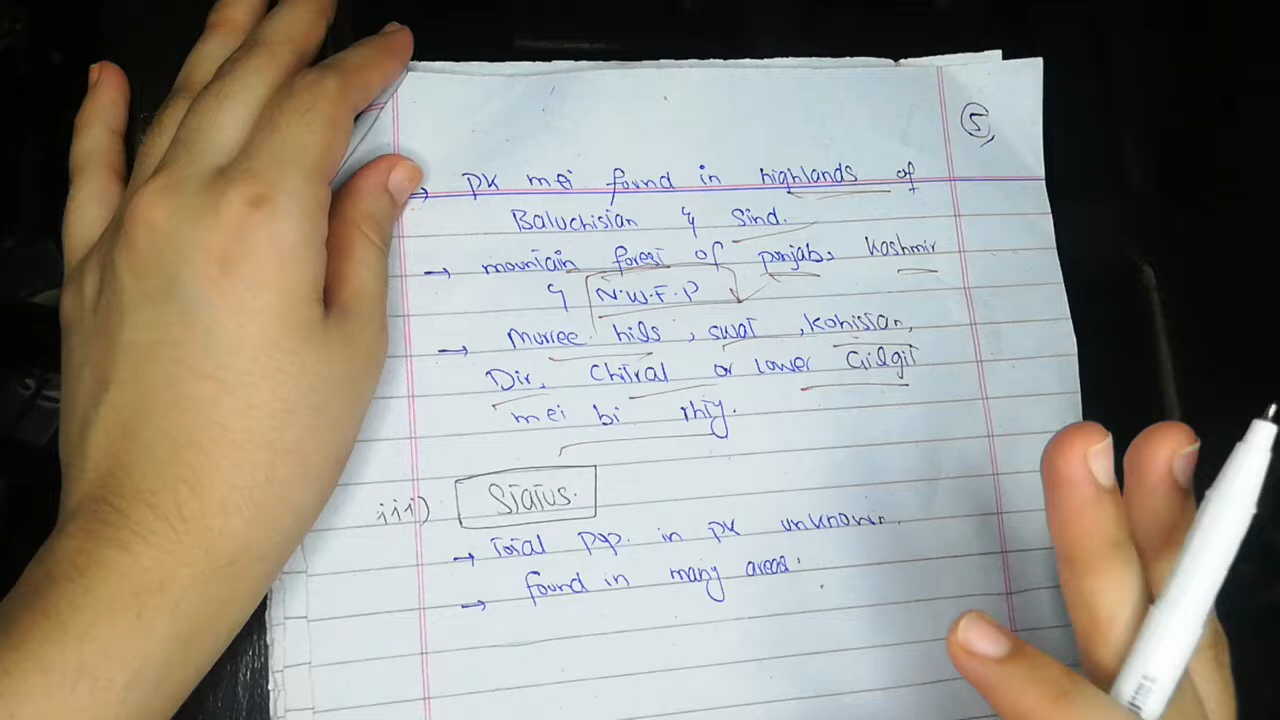 5
→ PK mei found in highlands of
Baluchistan & Sind.
→ mountain forest of punjab, Kashmir
& N.W.F.P
→ Murree hills, swat, Kohistan,
Dir, Chitral or lower Gilgit
mei bi rhiy.
iii) Status.
→ Total pop. in PK unknown.
→ found in many areas.